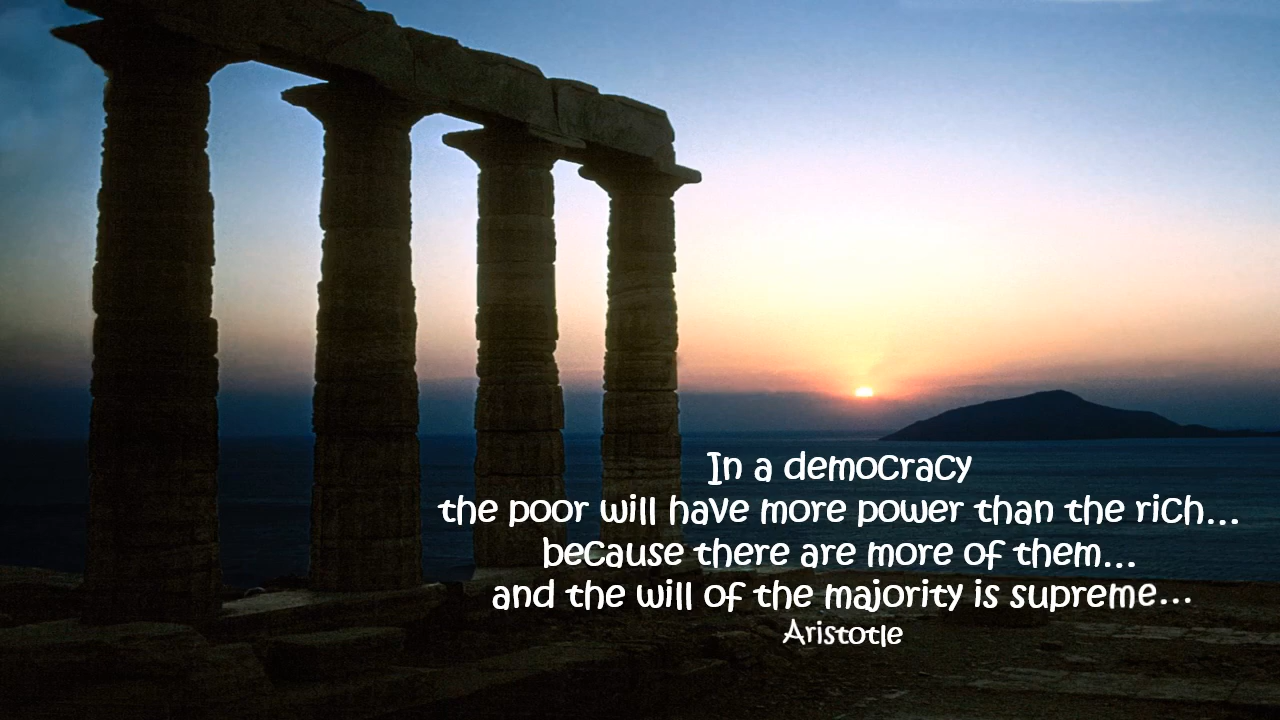 In a democracy
the poor will have more power than the rich...
because there are more of them...
and the will of the majority is supreme...
Aristotle